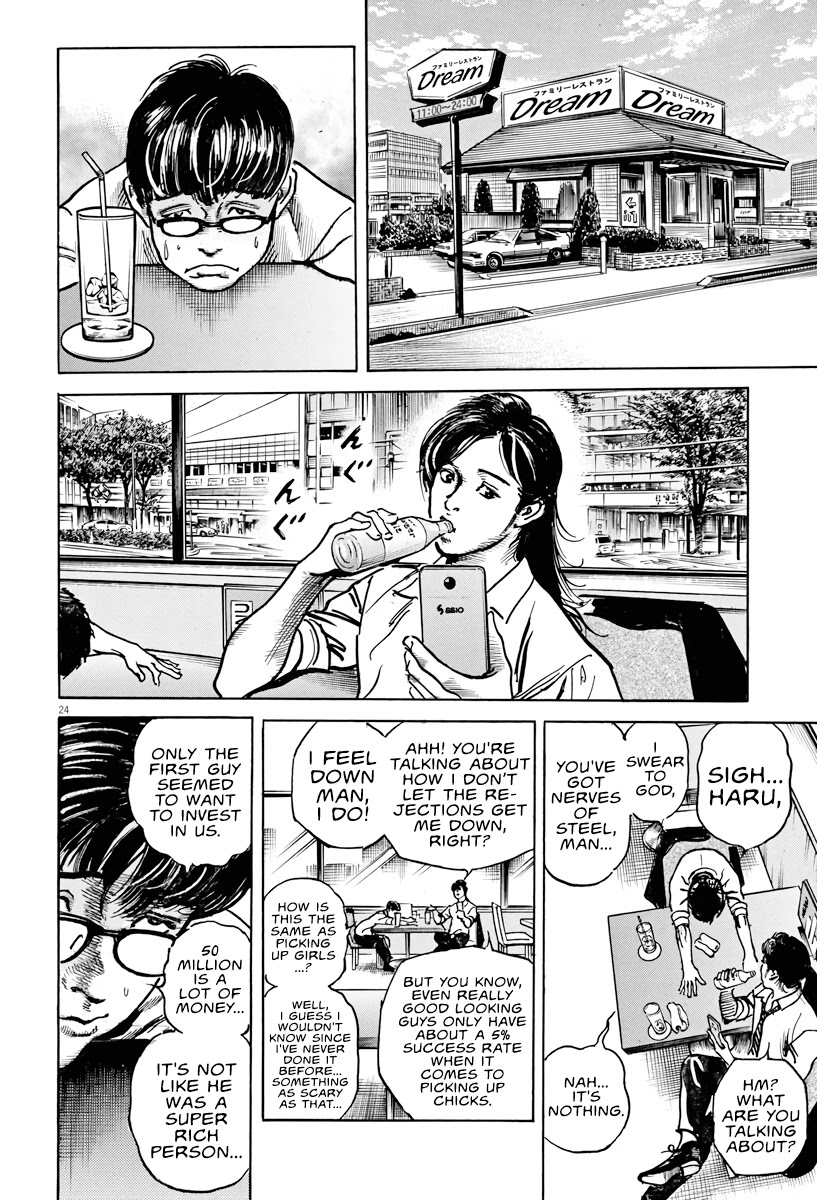 ファミリーレストラン
Dream
11:00~24:00
ファミリーレストラン
Dream
ファミリーレストラン
Dream
んぐ
んぐ
24
SIGH...
HARU,
I
SWEAR
TO
GOD,
YOU'VE
GOT
NERVES
OF
STEEL,
MAN...
HM?
WHAT
ARE YOU
TALKING
ABOUT?
NAH...
IT'S
NOTHING.
AHH! YOU'RE
TALKING ABOUT
HOW I DON'T
LET THE RE-
JECTIONS GET
ME DOWN,
RIGHT?
I FEEL
DOWN
MAN,
I DO!
BUT YOU KNOW,
EVEN REALLY
GOOD LOOKING
GUYS ONLY HAVE
ABOUT A 5%
SUCCESS RATE
WHEN IT
COMES TO
PICKING UP
CHICKS.
HOW IS
THIS THE
SAME AS
PICKING
UP GIRLS
...?
WELL,
I GUESS I
WOULDN'T
KNOW SINCE
I'VE NEVER
DONE IT
BEFORE...
SOMETHING
AS SCARY
AS THAT...
ONLY THE
FIRST GUY
SEEMED
TO WANT
TO INVEST
IN US.
50
MILLION
IS A
LOT OF
MONEY...
IT'S NOT
LIKE HE
WAS A
SUPER
RICH
PERSON...